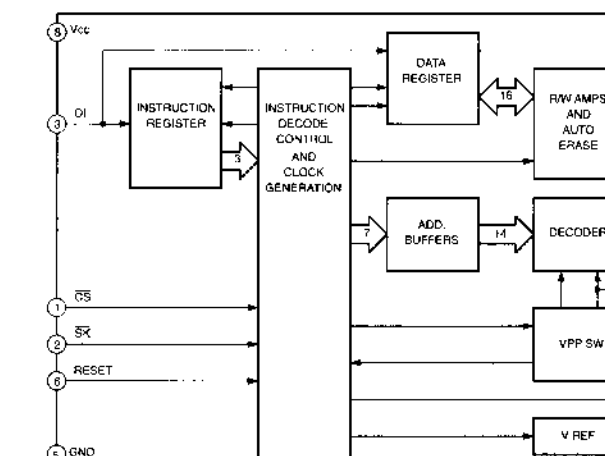 8 Vcc
DATA
REGISTER
16
R/W AMPS
AND
AUTO
ERASE
3 DI
INSTRUCTION
REGISTER
3
INSTRUCTION
DECODE
CONTROL
AND
CLOCK
GENERATION
7
ADD.
BUFFERS
14
DECODER
1 CS
2 SK
6 RESET
VPP SW
V REF
5 GND